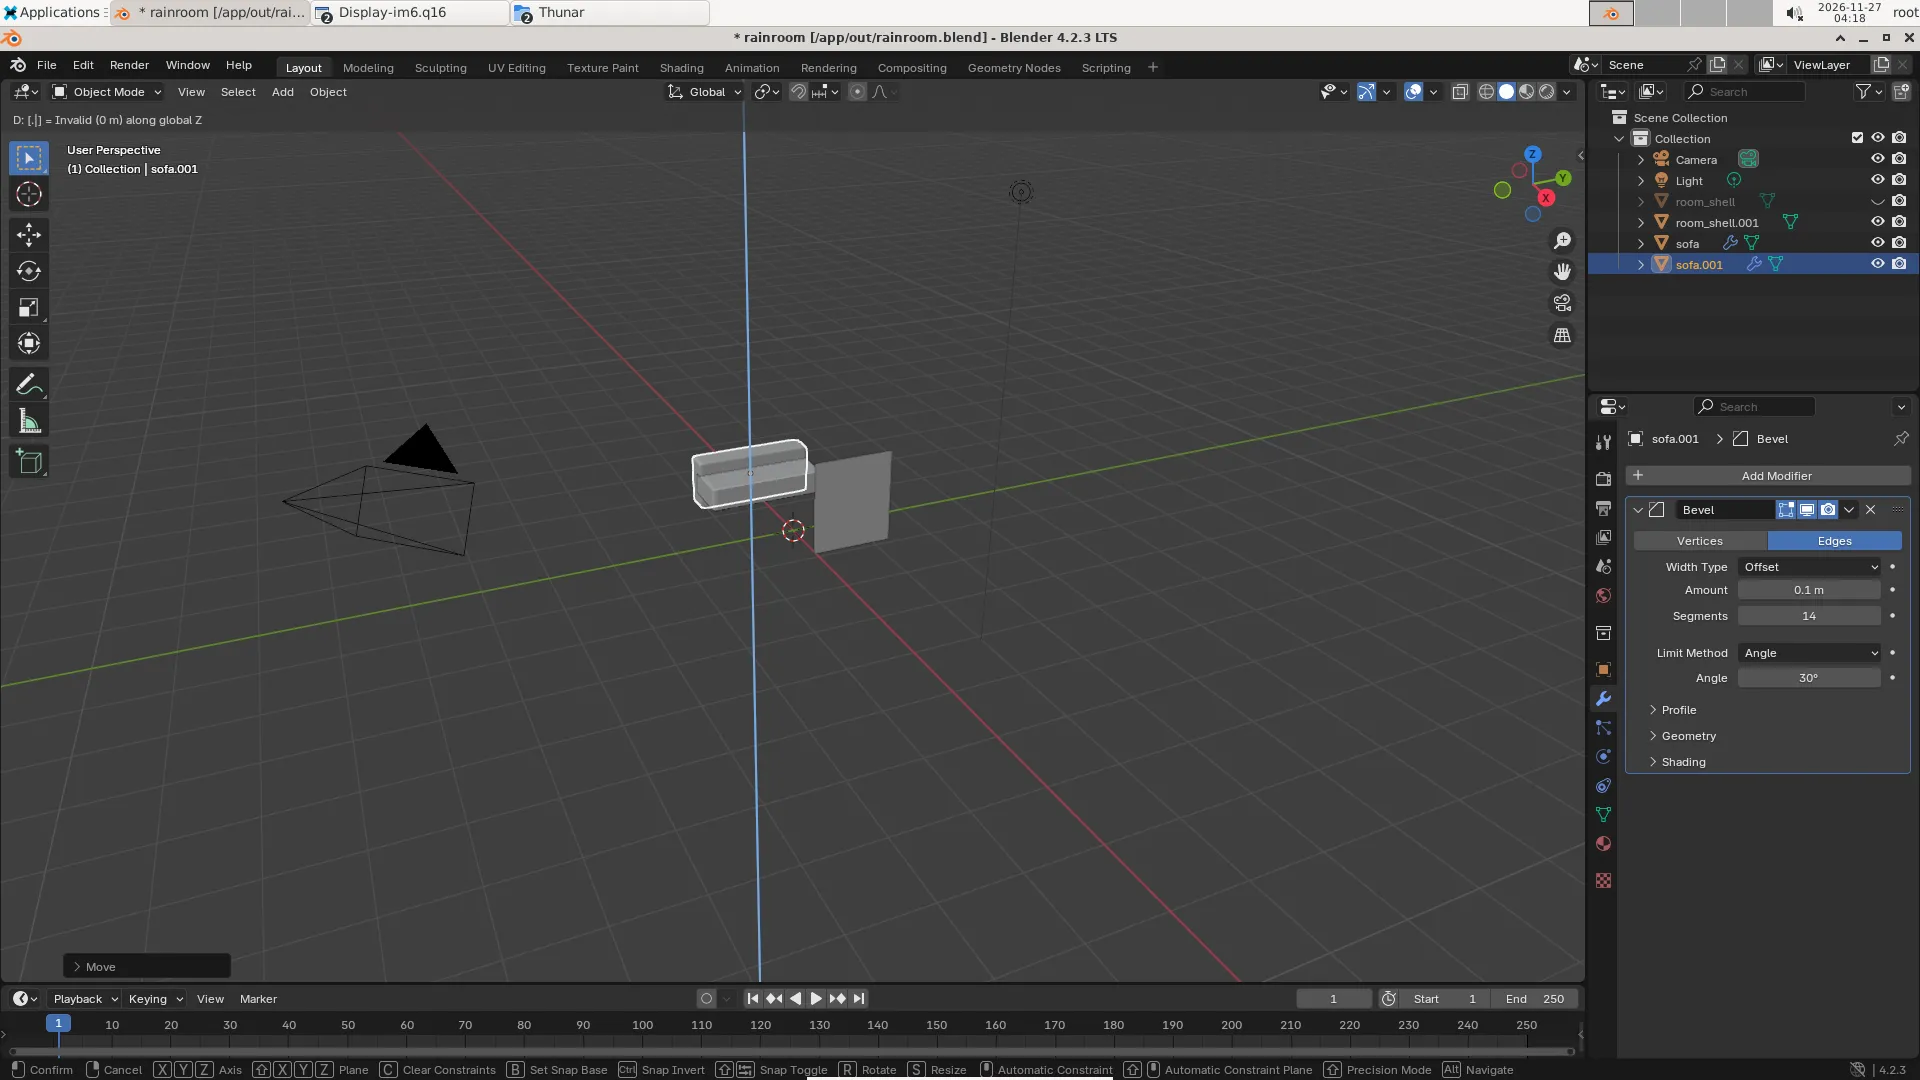 Applications
* rainroom [/app/out/rai...
2
Display-im6.q16
2
Thunar
2026-11-27
04:18
root
* rainroom [/app/out/rainroom.blend] - Blender 4.2.3 LTS
File
Edit
Render
Window
Help
Layout
Modeling
Sculpting
UV Editing
Texture Paint
Shading
Animation
Rendering
Compositing
Geometry Nodes
Scripting
Scene
ViewLayer
Object Mode
View
Select
Add
Object
Global
Search
D: [.|] = Invalid (0 m) along global Z
User Perspective
(1) Collection | sofa.001
Z
Y
X
Scene Collection
Collection
Camera
Light
room_shell
room_shell.001
sofa
sofa.001
Search
sofa.001
Bevel
Add Modifier
Bevel
Vertices
Edges
Width Type
Offset
Amount
0.1 m
Segments
14
Limit Method
Angle
Angle
30°
Profile
Geometry
Shading
Move
Playback
Keying
View
Marker
1
Start
1
End
250
1
10
20
30
40
50
60
70
80
90
100
110
120
130
140
150
160
170
180
190
200
210
220
230
240
250
Confirm
Cancel
X Y Z Axis
X Y Z Plane
C Clear Constraints
B Set Snap Base
Ctrl Snap Invert
Snap Toggle
R Rotate
S Resize
Automatic Constraint
Automatic Constraint Plane
Precision Mode
Alt Navigate
4.2.3